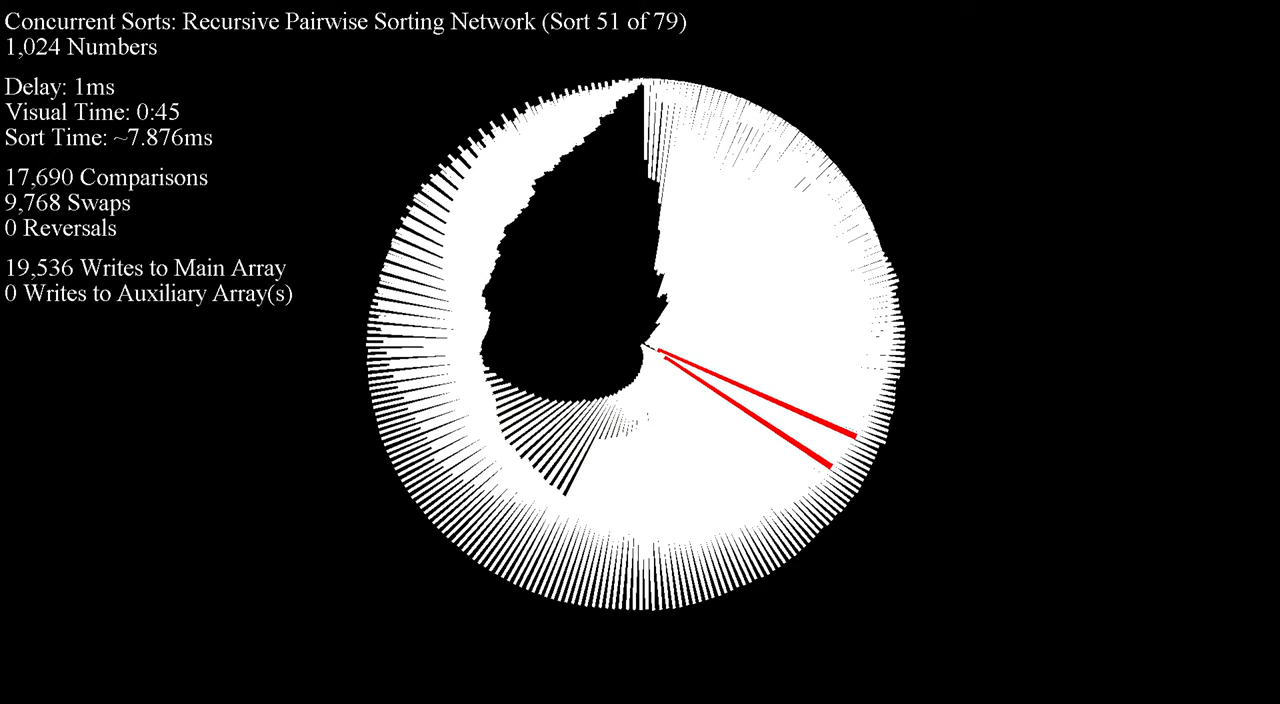 Concurrent Sorts: Recursive Pairwise Sorting Network (Sort 51 of 79)
1,024 Numbers
Delay: 1ms
Visual Time: 0:45
Sort Time: ~7.876ms
17,690 Comparisons
9,768 Swaps
0 Reversals
19,536 Writes to Main Array
0 Writes to Auxiliary Array(s)